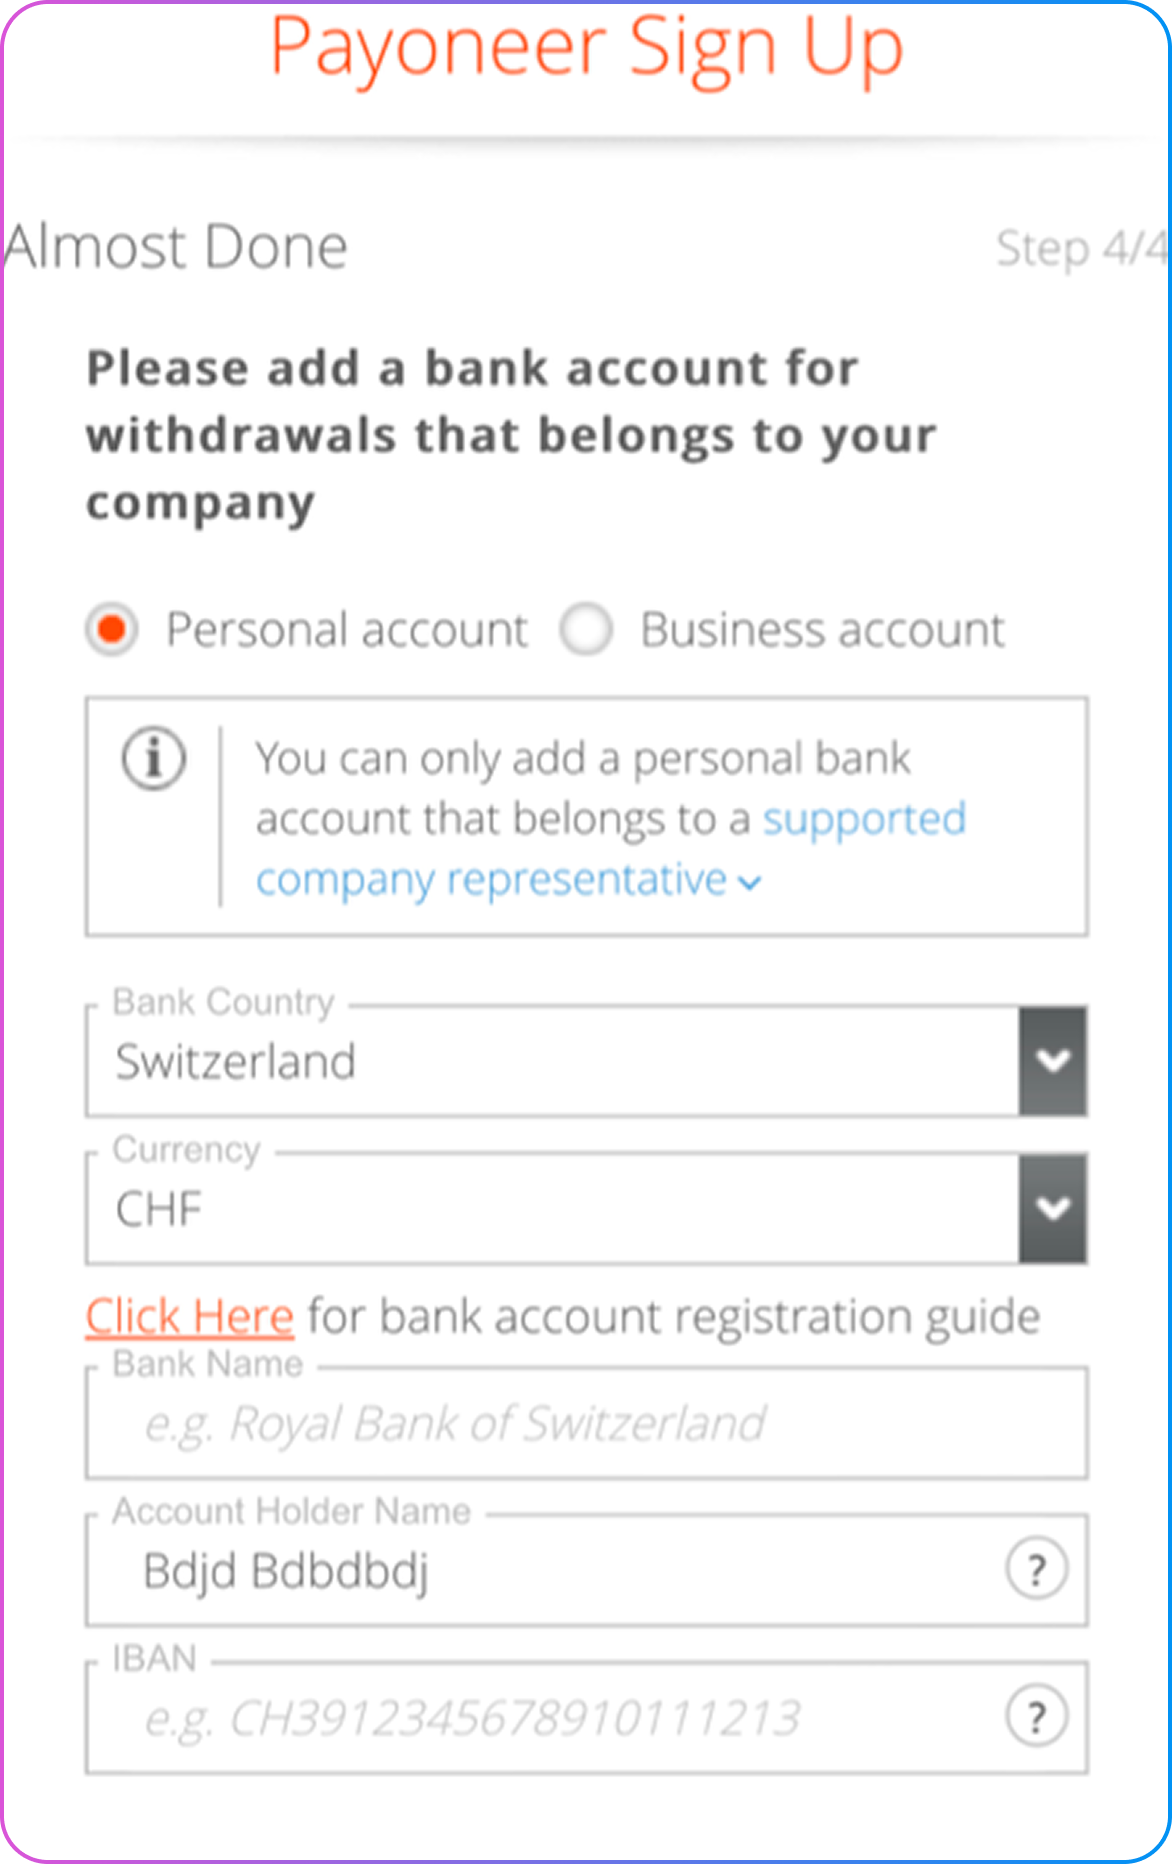 Payoneer Sign Up
Almost Done
Step 4/4
Please add a bank account for
withdrawals that belongs to your
company
Personal account
Business account
i
You can only add a personal bank
account that belongs to a supported
company representative
Bank Country
Switzerland
Currency
CHF
Click Here for bank account registration guide
Bank Name
e.g. Royal Bank of Switzerland
Account Holder Name
Bdjd Bdbdbdj
?
IBAN
e.g. CH3912345678910111213
?